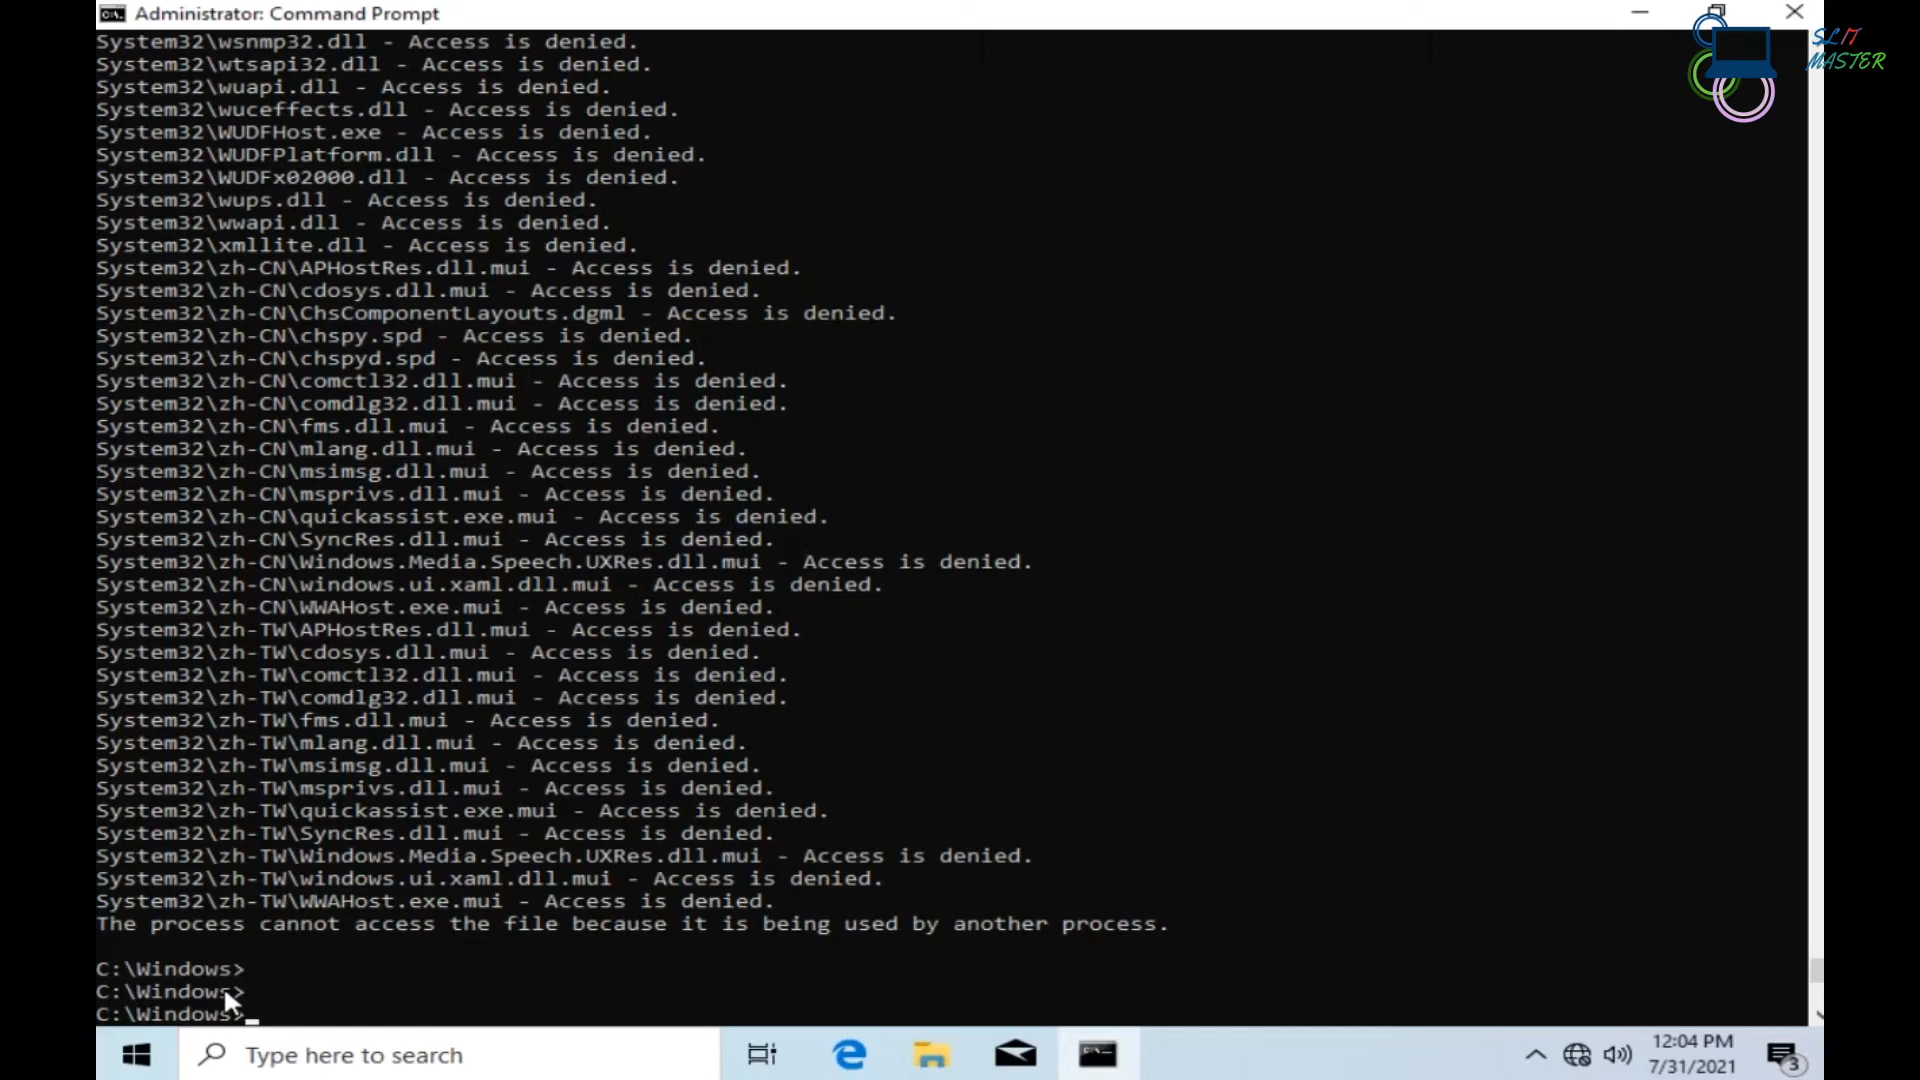 Administrator: Command Prompt
SL IT
MASTER
System32\wsnmp32.dll - Access is denied.
System32\wtsapi32.dll - Access is denied.
System32\wuapi.dll - Access is denied.
System32\wuceffects.dll - Access is denied.
System32\WUDFHost.exe - Access is denied.
System32\WUDFPlatform.dll - Access is denied.
System32\WUDFx02000.dll - Access is denied.
System32\wups.dll - Access is denied.
System32\wwapi.dll - Access is denied.
System32\xmllite.dll - Access is denied.
System32\zh-CN\APHostRes.dll.mui - Access is denied.
System32\zh-CN\cdosys.dll.mui - Access is denied.
System32\zh-CN\ChsComponentLayouts.dgml - Access is denied.
System32\zh-CN\chspy.spd - Access is denied.
System32\zh-CN\chspyd.spd - Access is denied.
System32\zh-CN\comctl32.dll.mui - Access is denied.
System32\zh-CN\comdlg32.dll.mui - Access is denied.
System32\zh-CN\fms.dll.mui - Access is denied.
System32\zh-CN\mlang.dll.mui - Access is denied.
System32\zh-CN\msimsg.dll.mui - Access is denied.
System32\zh-CN\msprivs.dll.mui - Access is denied.
System32\zh-CN\quickassist.exe.mui - Access is denied.
System32\zh-CN\SyncRes.dll.mui - Access is denied.
System32\zh-CN\Windows.Media.Speech.UXRes.dll.mui - Access is denied.
System32\zh-CN\windows.ui.xaml.dll.mui - Access is denied.
System32\zh-CN\WWAHost.exe.mui - Access is denied.
System32\zh-TW\APHostRes.dll.mui - Access is denied.
System32\zh-TW\cdosys.dll.mui - Access is denied.
System32\zh-TW\comctl32.dll.mui - Access is denied.
System32\zh-TW\comdlg32.dll.mui - Access is denied.
System32\zh-TW\fms.dll.mui - Access is denied.
System32\zh-TW\mlang.dll.mui - Access is denied.
System32\zh-TW\msimsg.dll.mui - Access is denied.
System32\zh-TW\msprivs.dll.mui - Access is denied.
System32\zh-TW\quickassist.exe.mui - Access is denied.
System32\zh-TW\SyncRes.dll.mui - Access is denied.
System32\zh-TW\Windows.Media.Speech.UXRes.dll.mui - Access is denied.
System32\zh-TW\windows.ui.xaml.dll.mui - Access is denied.
System32\zh-TW\WWAHost.exe.mui - Access is denied.
The process cannot access the file because it is being used by another process.
C:\Windows>
C:\Windows>
C:\Windows>
Type here to search
12:04 PM
7/31/2021
3